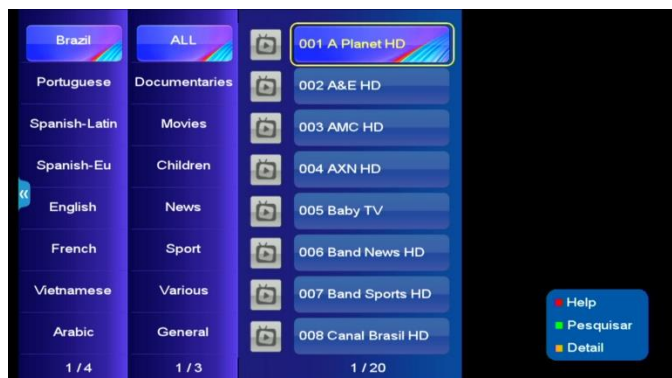 Brazil
Portuguese
Spanish-Latin
Spanish-Eu
English
French
Vietnamese
Arabic
1 / 4
ALL
Documentaries
Movies
Children
News
Sport
Various
General
1 / 3
001 A Planet HD
002 A&E HD
003 AMC HD
004 AXN HD
005 Baby TV
006 Band News HD
007 Band Sports HD
008 Canal Brasil HD
1 / 20
Help
Pesquisar
Detail